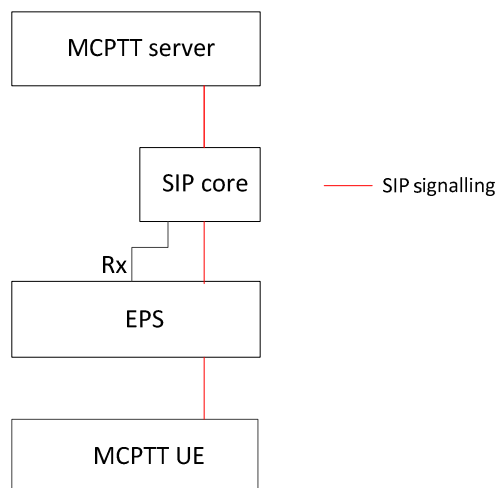 MCPTT server
SIP core
SIP signalling
Rx
EPS
MCPTT UE